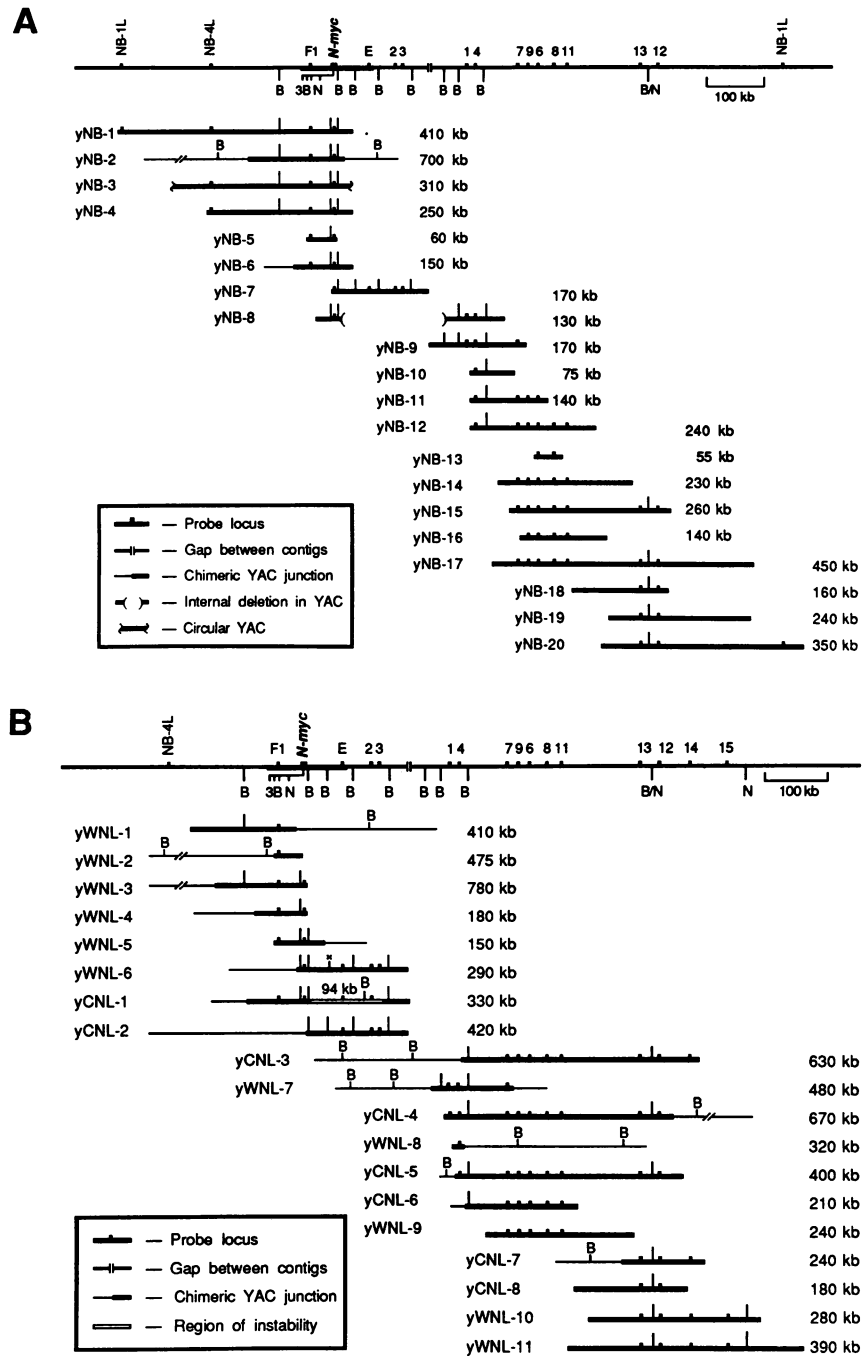 A
NB-1L NB-4L F1 N-myc E 2 3 1 4 7 9 6 8 11 13 12 NB-1L
B 3B N B B B B B B B B/N 100 kb
yNB-1 410 kb
B B
yNB-2 700 kb
yNB-3 310 kb
yNB-4 250 kb
yNB-5 60 kb
yNB-6 150 kb
yNB-7 170 kb
yNB-8 130 kb
yNB-9 170 kb
yNB-10 75 kb
yNB-11 140 kb
yNB-12 240 kb
yNB-13 55 kb
yNB-14 230 kb
yNB-15 260 kb
yNB-16 140 kb
yNB-17 450 kb
yNB-18 160 kb
yNB-19 240 kb
yNB-20 350 kb
— Probe locus
— Gap between contigs
— Chimeric YAC junction
— Internal deletion in YAC
— Circular YAC
B
NB-4L F1 N-myc E 2 3 1 4 7 9 6 8 11 13 12 14 15
B 3B N B B B B B B B B/N N 100 kb
B
yWNL-1 410 kb
B B
yWNL-2 475 kb
yWNL-3 780 kb
yWNL-4 180 kb
yWNL-5 150 kb
x
yWNL-6 290 kb
94 kb B
yCNL-1 330 kb
yCNL-2 420 kb
B B
yCNL-3 630 kb
B B
yWNL-7 480 kb
B
yCNL-4 670 kb
B B
yWNL-8 320 kb
B
yCNL-5 400 kb
yCNL-6 210 kb
yWNL-9 240 kb
B
yCNL-7 240 kb
yCNL-8 180 kb
yWNL-10 280 kb
yWNL-11 390 kb
— Probe locus
— Gap between contigs
— Chimeric YAC junction
— Region of instability